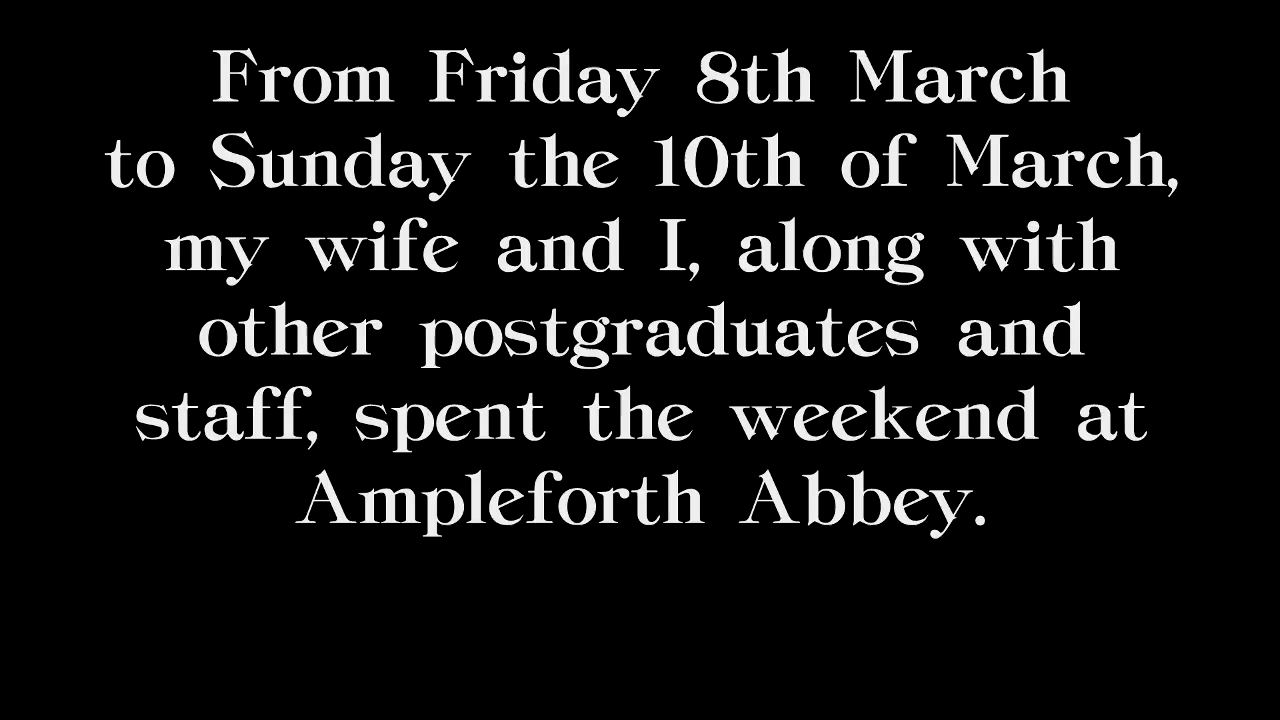 From Friday 8th March
to Sunday the 10th of March,
my wife and I, along with
other postgraduates and
staff, spent the weekend at
Ampleforth Abbey.